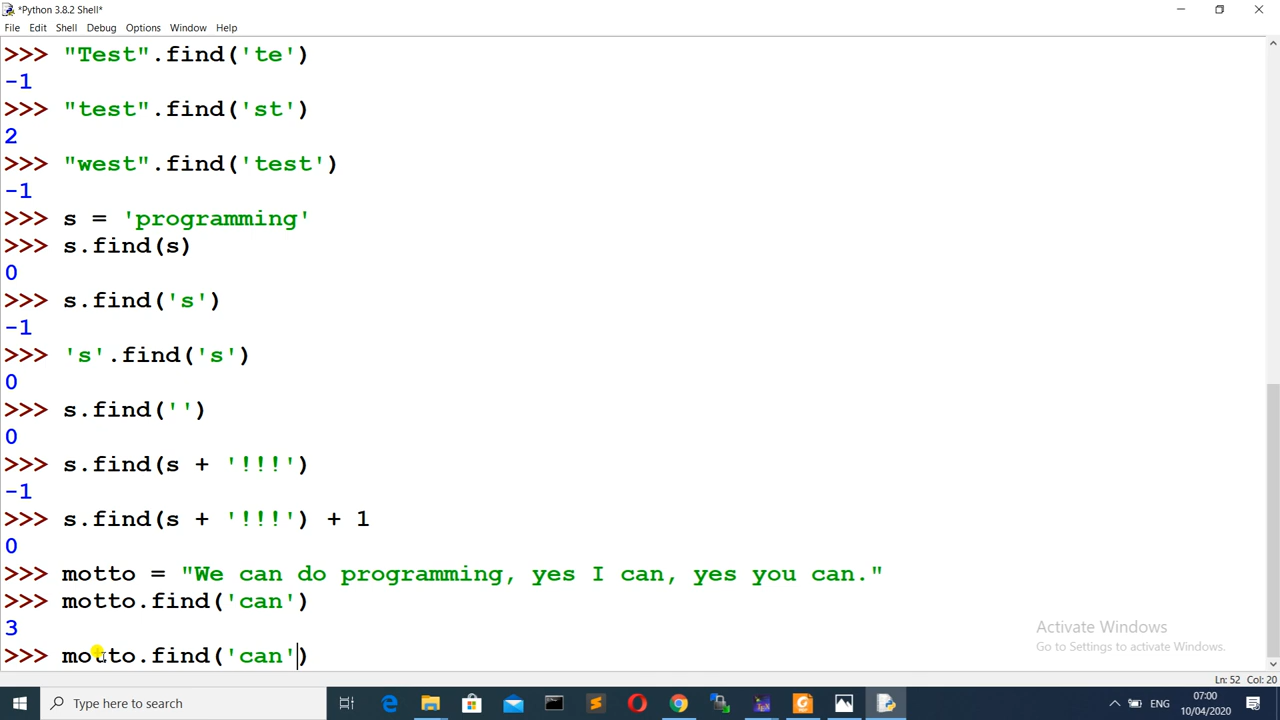 *Python 3.8.2 Shell*
File Edit Shell Debug Options Window Help
>>> "Test".find('te')
-1
>>> "test".find('st')
2
>>> "west".find('test')
-1
>>> s = 'programming'
>>> s.find(s)
0
>>> s.find('s')
-1
>>> 's'.find('s')
0
>>> s.find('')
0
>>> s.find(s + '!!!')
-1
>>> s.find(s + '!!!') + 1
0
>>> motto = "We can do programming, yes I can, yes you can."
>>> motto.find('can')
3
>>> motto.find('can')
Activate Windows
Go to Settings to activate Windows.
Ln: 52 Col: 20
Type here to search
ENG
07:00
10/04/2020